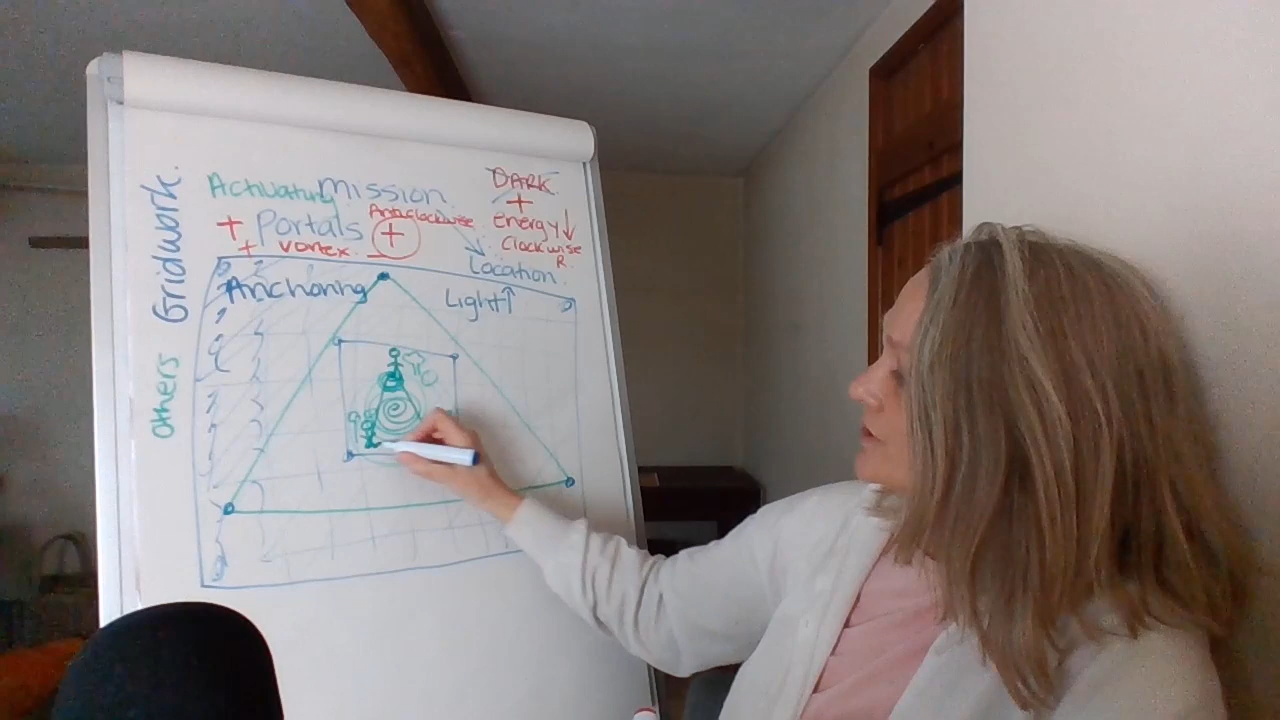 Gridwork.
Others
Activating Mission
+ Portals
+ vortex.
Anticlockwise
+
DARK
+
energy↓
Clockwise
R.
Location
Anchoring
Light↑